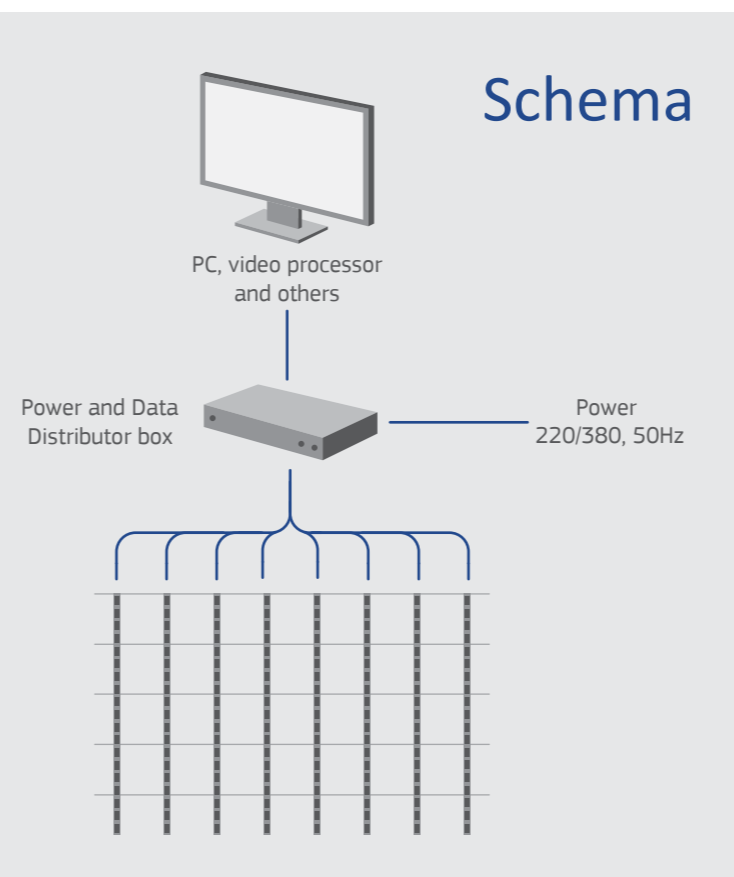 Schema
PC, video processor
and others
Power and Data
Distributor box
Power
220/380, 50Hz